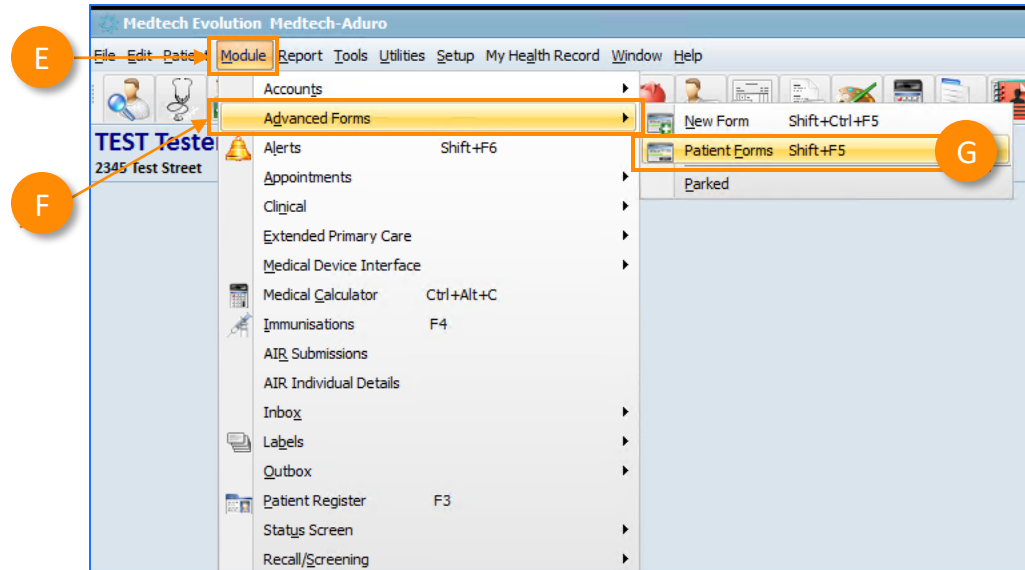 Medtech Evolution Medtech-Aduro
E
File Edit Patient Module Report Tools Utilities Setup My Health Record Window Help
Accounts
Advanced Forms
New Form Shift+Ctrl+F5
TEST Tester
Alerts Shift+F6
Patient Forms Shift+F5
G
2345 Test Street
Appointments
Parked
F
Clinical
Extended Primary Care
Medical Device Interface
Medical Calculator Ctrl+Alt+C
Immunisations F4
AIR Submissions
AIR Individual Details
Inbox
Labels
Outbox
Patient Register F3
Status Screen
Recall/Screening